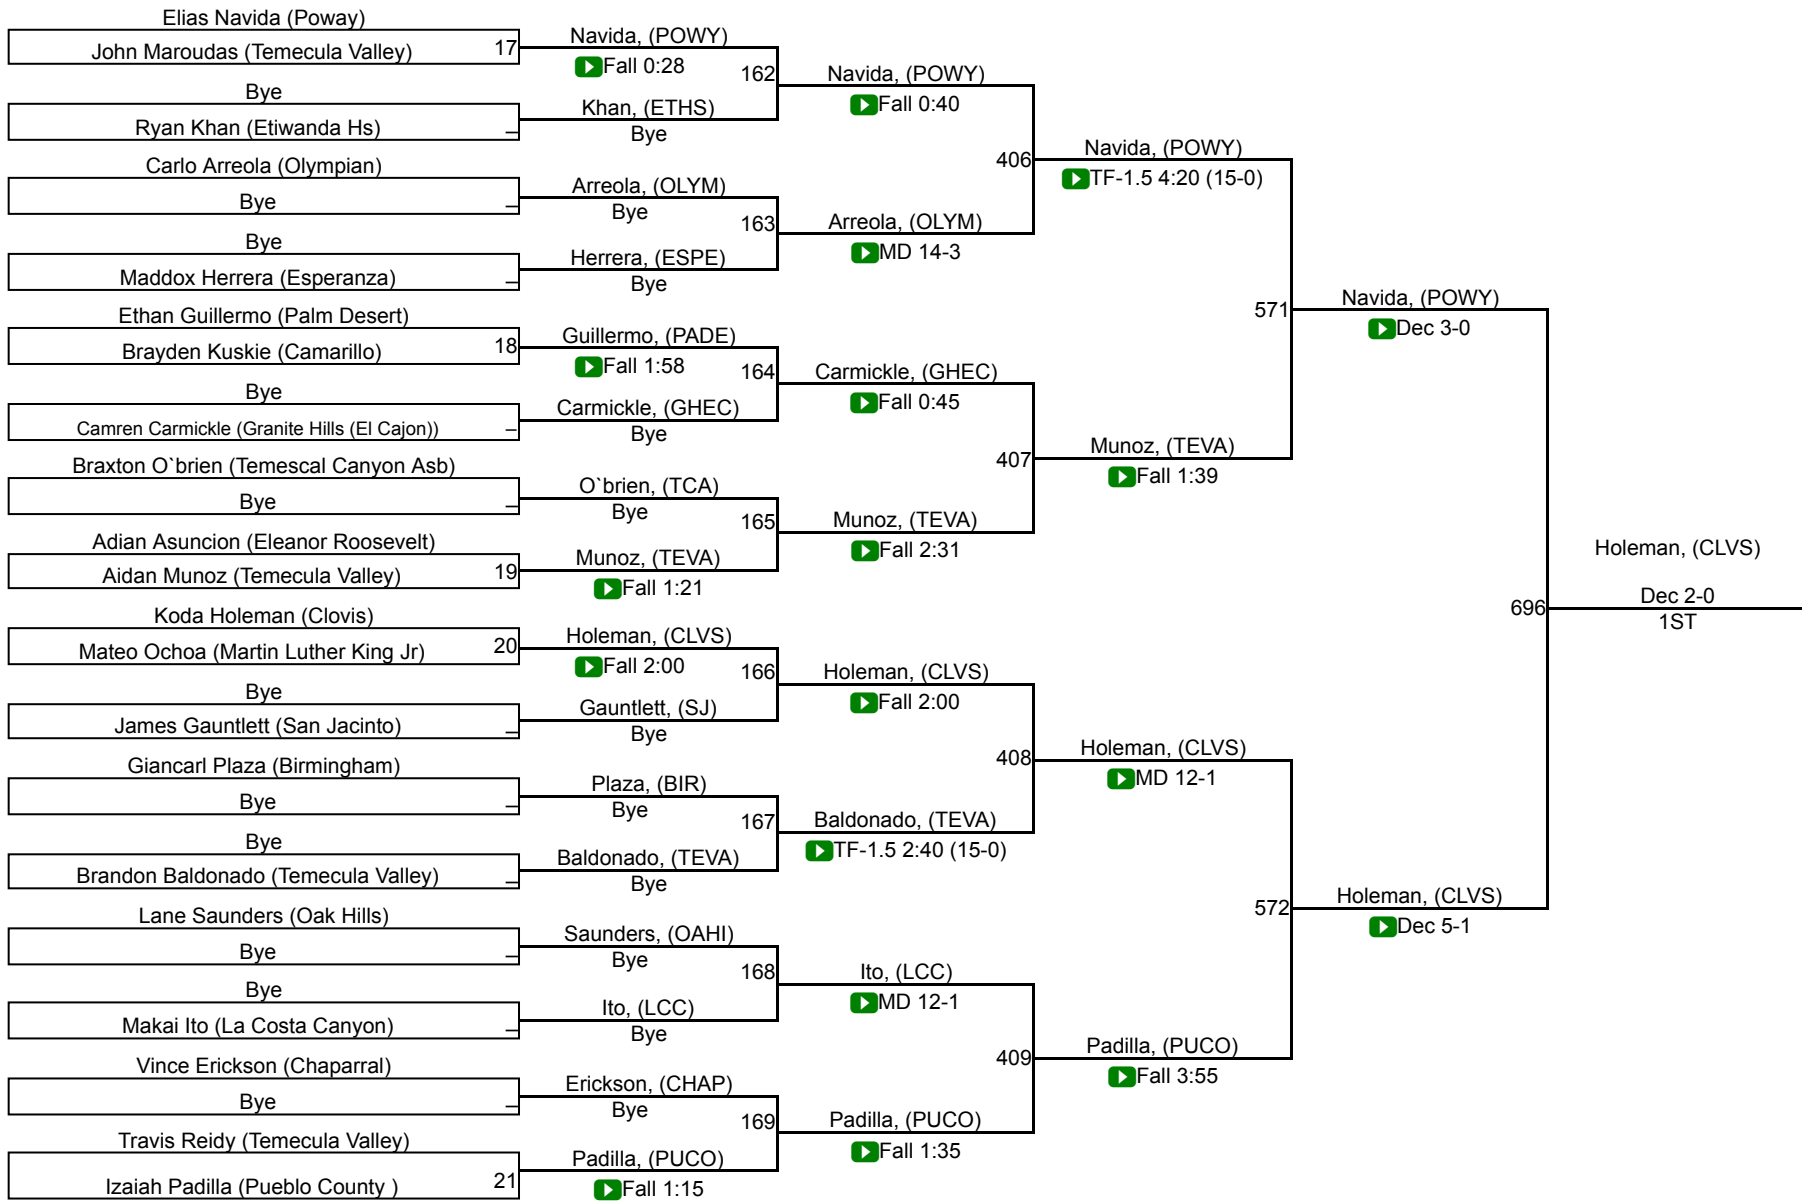 Elias Navida (Poway)
John Maroudas (Temecula Valley) 17
Bye
Ryan Khan (Etiwanda Hs) _
Carlo Arreola (Olympian)
Bye _
Bye
Maddox Herrera (Esperanza) _
Ethan Guillermo (Palm Desert)
Brayden Kuskie (Camarillo) 18
Bye
Camren Carmickle (Granite Hills (El Cajon)) _
Braxton O`brien (Temescal Canyon Asb)
Bye _
Adian Asuncion (Eleanor Roosevelt)
Aidan Munoz (Temecula Valley) 19
Koda Holeman (Clovis)
Mateo Ochoa (Martin Luther King Jr) 20
Bye
James Gauntlett (San Jacinto) _
Giancarl Plaza (Birmingham)
Bye _
Bye
Brandon Baldonado (Temecula Valley) _
Lane Saunders (Oak Hills)
Bye _
Bye
Makai Ito (La Costa Canyon) _
Vince Erickson (Chaparral)
Bye _
Travis Reidy (Temecula Valley)
Izaiah Padilla (Pueblo County ) 21
Navida, (POWY)
Fall 0:28
162
Khan, (ETHS)
Bye
Arreola, (OLYM)
Bye
163
Herrera, (ESPE)
Bye
Guillermo, (PADE)
Fall 1:58
164
Carmickle, (GHEC)
Bye
O`brien, (TCA)
Bye
165
Munoz, (TEVA)
Fall 1:21
Holeman, (CLVS)
Fall 2:00
166
Gauntlett, (SJ)
Bye
Plaza, (BIR)
Bye
167
Baldonado, (TEVA)
Bye
Saunders, (OAHI)
Bye
168
Ito, (LCC)
Bye
Erickson, (CHAP)
Bye
169
Padilla, (PUCO)
Fall 1:15
Navida, (POWY)
Fall 0:40
406
Arreola, (OLYM)
MD 14-3
Carmickle, (GHEC)
Fall 0:45
407
Munoz, (TEVA)
Fall 2:31
Holeman, (CLVS)
Fall 2:00
408
Baldonado, (TEVA)
TF-1.5 2:40 (15-0)
Ito, (LCC)
MD 12-1
409
Padilla, (PUCO)
Fall 1:35
Navida, (POWY)
TF-1.5 4:20 (15-0)
571
Munoz, (TEVA)
Fall 1:39
Holeman, (CLVS)
MD 12-1
572
Padilla, (PUCO)
Fall 3:55
Navida, (POWY)
Dec 3-0
696
Holeman, (CLVS)
Dec 5-1
Holeman, (CLVS)
Dec 2-0
1ST